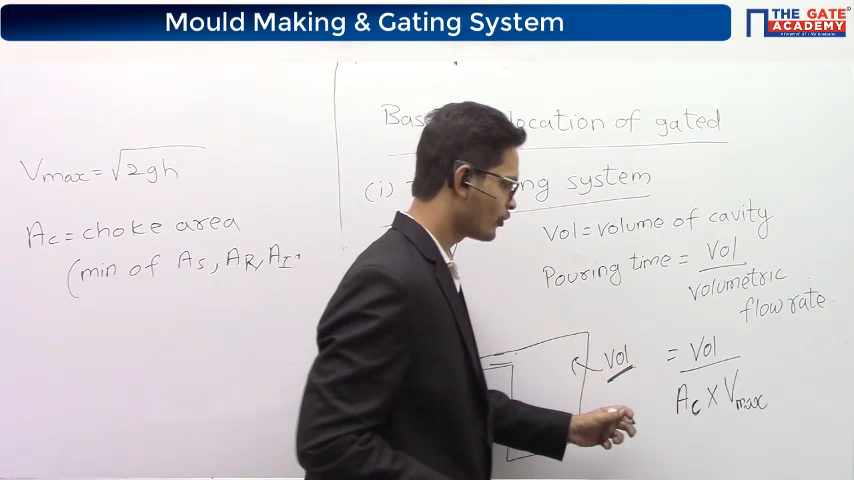 Mould Making & Gating System
THE GATE
ACADEMY
Vmax = √2gh
Ac = choke area
(min of As, AR, AI
location of gated
(i) ng system
Vol = volume of cavity
Pouring time = Vol
volumetric
flow rate
Vol
= Vol
Ac X Vmax